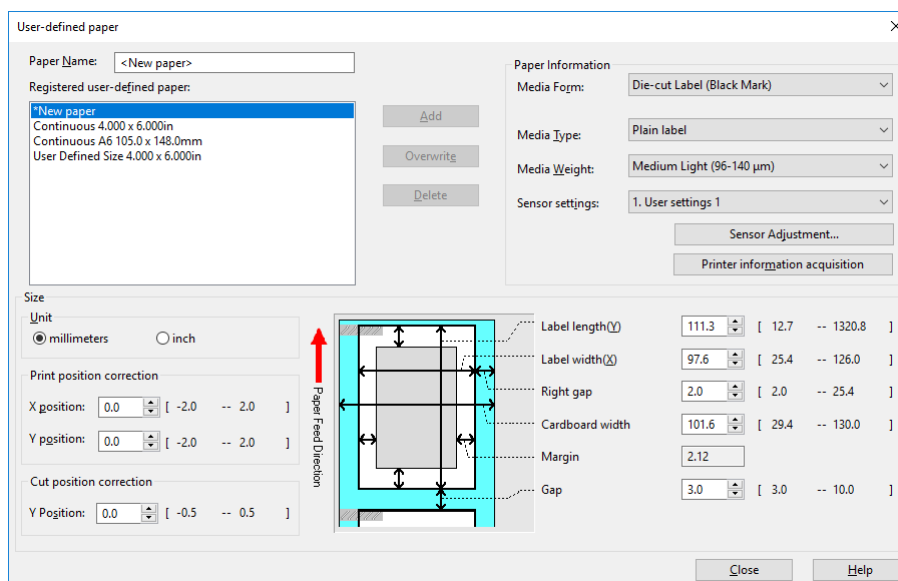 User-defined paper
Paper Name: <New paper>
Registered user-defined paper:
*New paper
Continuous 4.000 x 6.000in
Continuous A6 105.0 x 148.0mm
User Defined Size 4.000 x 6.000in
Add
Overwrite
Delete
Paper Information
Media Form: Die-cut Label (Black Mark)
Media Type: Plain label
Media Weight: Medium Light (96-140 µm)
Sensor settings: 1. User settings 1
Sensor Adjustment...
Printer information acquisition
Size
Unit
millimeters inch
Print position correction
X position: 0.0 [ -2.0 -- 2.0 ]
Y position: 0.0 [ -2.0 -- 2.0 ]
Cut position correction
Y Position: 0.0 [ -0.5 -- 0.5 ]
Paper Feed Direction
Label length(Y) 111.3 [ 12.7 -- 1320.8 ]
Label width(X) 97.6 [ 25.4 -- 126.0 ]
Right gap 2.0 [ 2.0 -- 25.4 ]
Cardboard width 101.6 [ 29.4 -- 130.0 ]
Margin 2.12
Gap 3.0 [ 3.0 -- 10.0 ]
Close Help